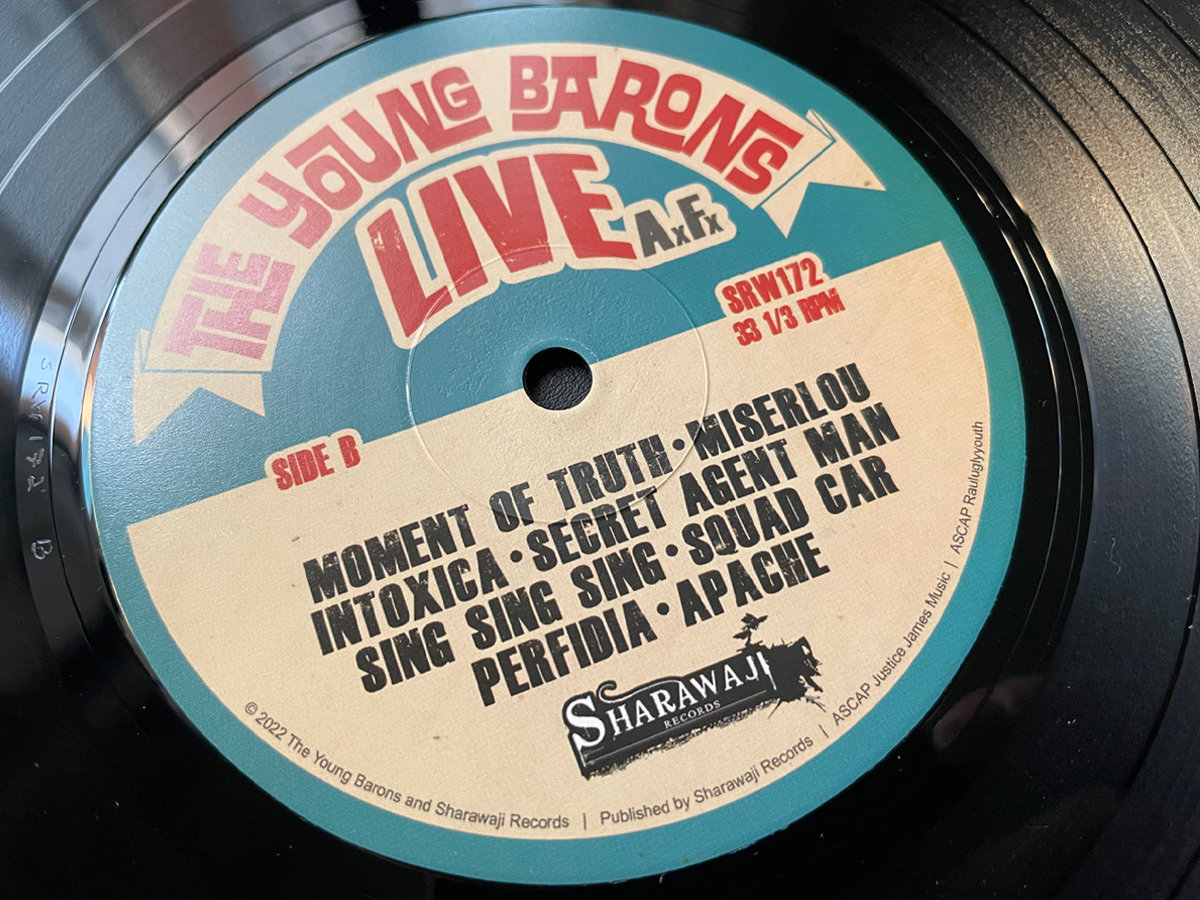 THE YOUNG BARONS
LIVE AxFx
SRW172
33 1/3 RPM
SIDE B
MOMENT OF TRUTH • MISERLOU
INTOXICA • SECRET AGENT MAN
SING SING SING • SQUAD CAR
PERFIDIA • APACHE
SHARAWAJI
RECORDS
© 2022 The Young Barons and Sharawaji Records | Published by Sharawaji Records | ASCAP Justice James Music | ASCAP Rauluglyyouth
SRW172 B